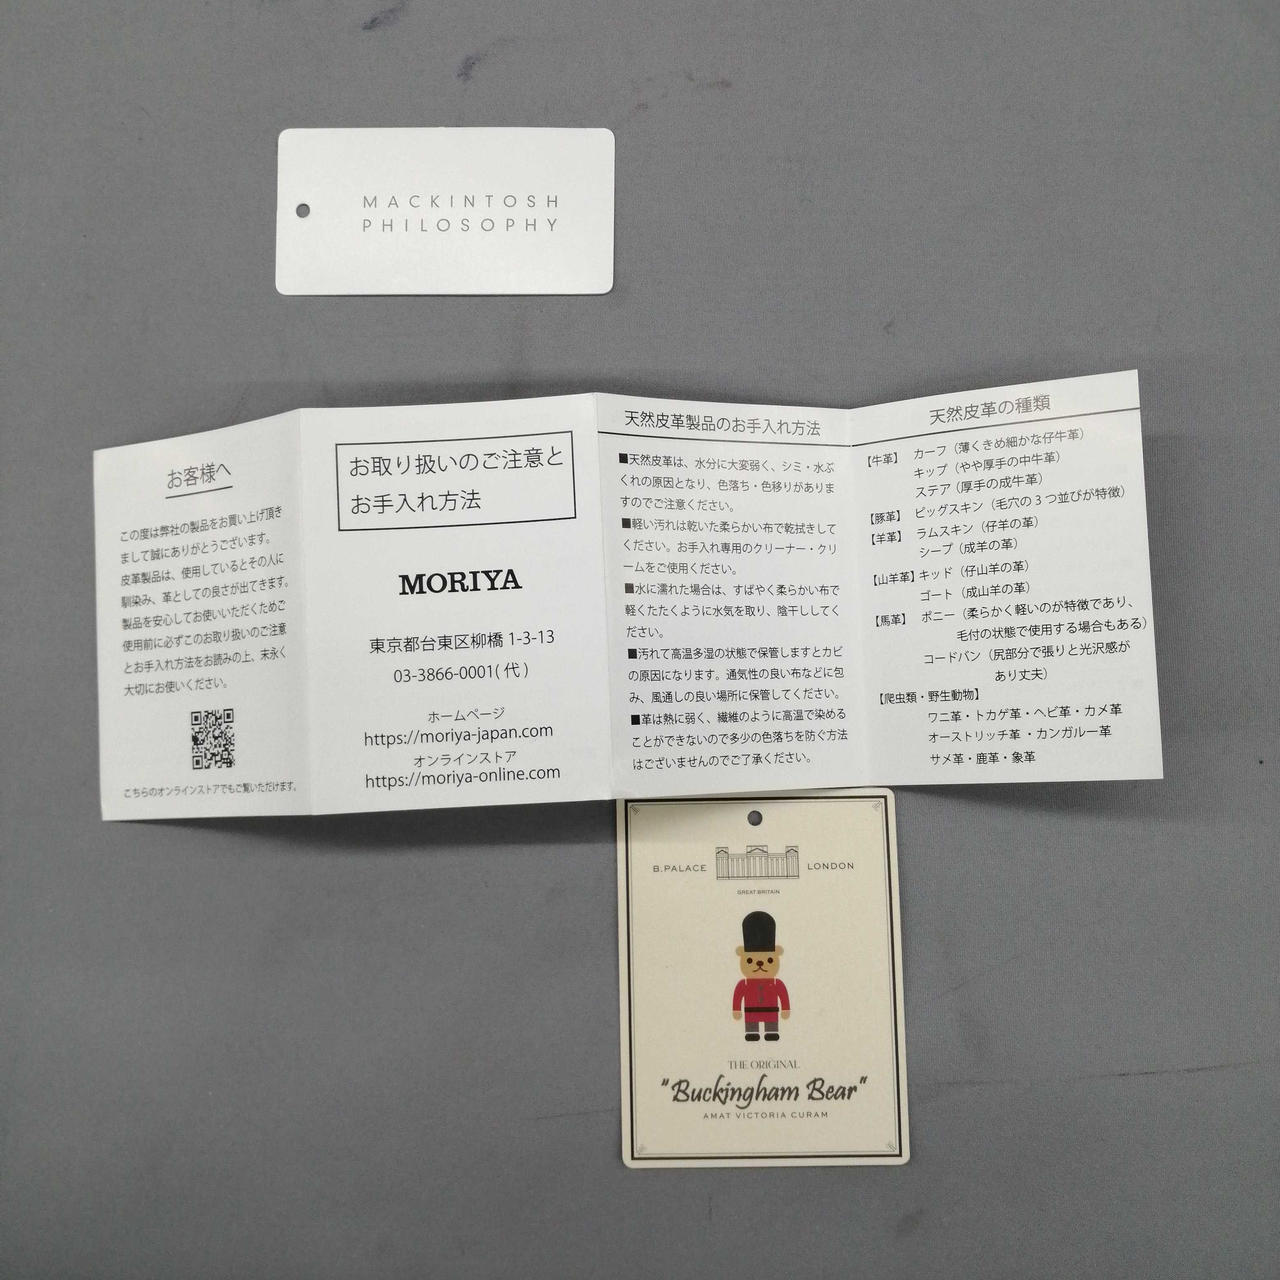 MACKINTOSH
PHILOSOPHY
お客様へ
この度は弊社の製品をお買い上げ頂き
まして誠にありがとうございます。
皮革製品は、使用しているとその人に
馴染み、革としての良さが出てきます。
製品を安心してお使いいただくためご
使用前に必ずこのお取り扱いのご注意
とお手入れ方法をお読みの上、末永く
大切にお使いください。
こちらのオンラインストアでもご覧いただけます。
お取り扱いのご注意と
お手入れ方法
MORIYA
東京都台東区柳橋 1-3-13
03-3866-0001( 代 )
ホームページ
https://moriya-japan.com
オンラインストア
https://moriya-online.com
天然皮革製品のお手入れ方法
■天然皮革は、水分に大変弱く、シミ・水ぶ
くれの原因となり、色落ち・色移りがありま
すのでご注意ください。
■軽い汚れは乾いた柔らかい布で乾拭きして
ください。お手入れ専用のクリーナー・クリ
ームをご使用ください。
■水に濡れた場合は、すばやく柔らかい布で
軽くたたくように水気を取り、陰干ししてく
ださい。
■汚れて高温多湿の状態で保管しますとカビ
の原因になります。通気性の良い布などに包
み、風通しの良い場所に保管してください。
■革は熱に弱く、繊維のように高温で染める
ことができないので多少の色落ちを防ぐ方法
はございませんのでご了承ください。
天然皮革の種類
【牛革】 カーフ（薄くきめ細かな仔牛革）
キップ（やや厚手の中牛革）
ステア（厚手の成牛革）
【豚革】 ピッグスキン（毛穴の 3 つ並びが特徴）
【羊革】 ラムスキン（仔羊の革）
シープ（成羊の革）
【山羊革】キッド（仔山羊の革）
ゴート（成山羊の革）
【馬革】 ポニー（柔らかく軽いのが特徴であり、
毛付の状態で使用する場合もある）
コードバン（尻部分で張りと光沢感が
あり丈夫）
【爬虫類・野生動物】
ワニ革・トカゲ革・ヘビ革・カメ革
オーストリッチ革 ・カンガルー革
サメ革・鹿革・象革
B.PALACE LONDON
GREAT BRITAIN
THE ORIGINAL
"Buckingham Bear"
AMAT VICTORIA CURAM